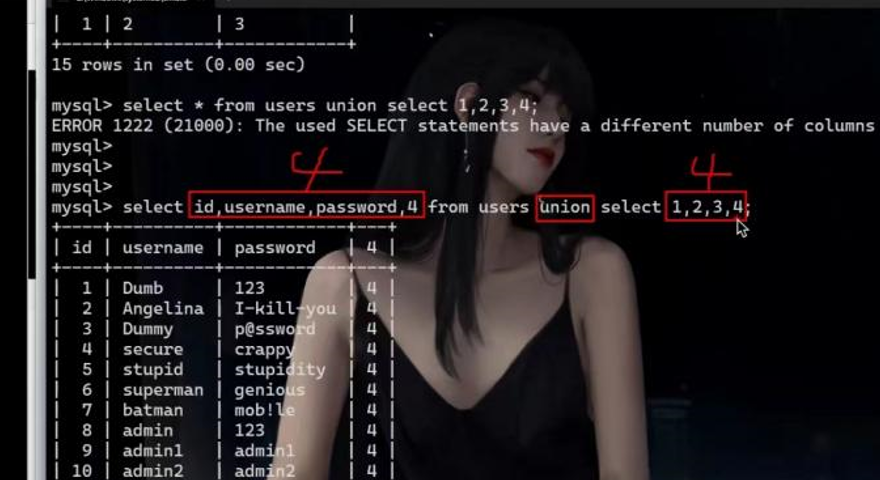 | 1 | 2 | 3 |
+----+----------+------------+
15 rows in set (0.00 sec)
mysql> select * from users union select 1,2,3,4;
ERROR 1222 (21000): The used SELECT statements have a different number of columns
mysql>
mysql>
mysql>
4 4
mysql> select id,username,password,4 from users union select 1,2,3,4;
+----+----------+------------+---+
| id | username | password | 4 |
+----+----------+------------+---+
| 1 | Dumb | 123 | 4 |
| 2 | Angelina | I-kill-you | 4 |
| 3 | Dummy | p@ssword | 4 |
| 4 | secure | crappy | 4 |
| 5 | stupid | stupidity | 4 |
| 6 | superman | genious | 4 |
| 7 | batman | mob!le | 4 |
| 8 | admin | 123 | 4 |
| 9 | admin1 | admin1 | 4 |
| 10 | admin2 | admin2 | 4 |